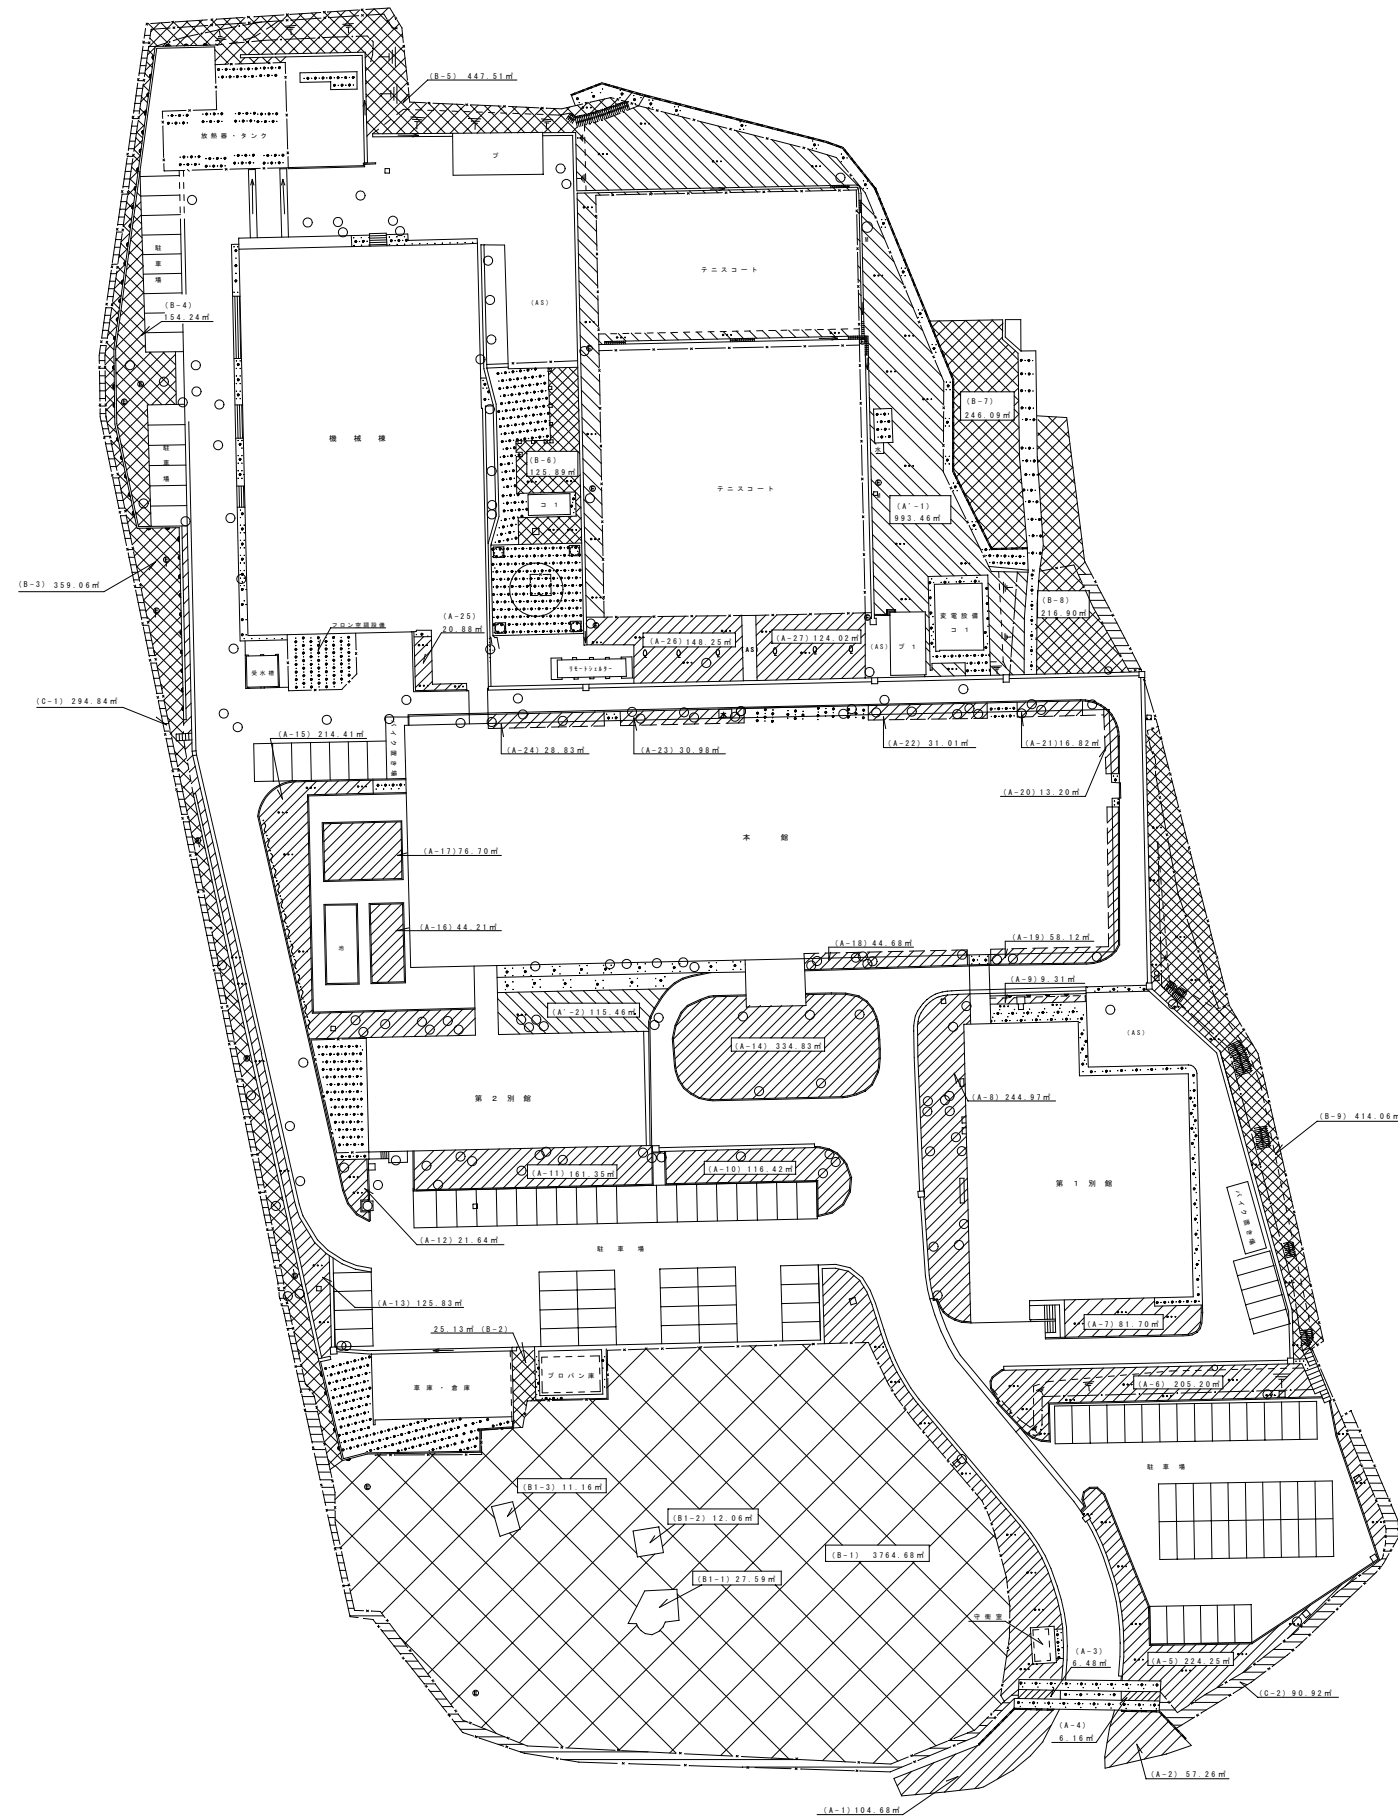 (B-5) 447.51㎡
放熱器・タンク
プ
テニスコート
(AS)
駐車場
(B-4)
154.24㎡
(B-7)
246.09㎡
機械棟
駐車場
(B-6)
125.89㎡
水
テニスコート
コ1
(A'-1)
993.46㎡
(B-3) 359.06㎡
(B-8)
216.90㎡
(A-25)
20.88㎡
変電設備
コ1
フロン空調設備
(A-26) 148.25㎡
(AS)
(A-27) 124.02㎡
(AS)
プ1
受水槽
リモートシェルター
(C-1) 294.84㎡
(A-15) 214.41㎡
バイク置き場
(A-24) 28.83㎡
(A-23) 30.98㎡
(A-22) 31.01㎡
(A-21) 16.82㎡
(A-20) 13.20㎡
本館
(A-17) 76.70㎡
(A-16) 44.21㎡
池
(A-18) 44.68㎡
(A-19) 58.12㎡
(A-9) 9.31㎡
(A'-2) 115.46㎡
(AS)
(A-14) 334.83㎡
第2別館
(A-8) 244.97㎡
(B-9) 414.06㎡
(A-11) 161.35㎡
(A-10) 116.42㎡
第1別館
バイク置き場
(A-12) 21.64㎡
駐車場
(A-13) 125.83㎡
25.13㎡ (B-2)
(A-7) 81.70㎡
プロパン庫
車庫・倉庫
(A-6) 205.20㎡
駐車場
(B1-3) 11.16㎡
(B1-2) 12.06㎡
(B-1) 3764.68㎡
(B1-1) 27.59㎡
守衛室
(A-3)
6.48㎡
(A-5) 224.25㎡
(C-2) 90.92㎡
(A-4)
6.16㎡
(A-2) 57.26㎡
(A-1) 104.68㎡